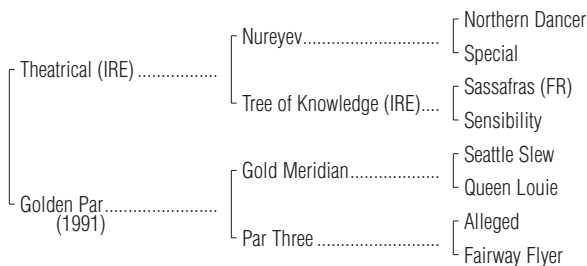 Northern Dancer
Nureyev
Special
Theatrical (IRE)
Sassafras (FR)
Tree of Knowledge (IRE)
Sensibility
Seattle Slew
Gold Meridian
Queen Louie
Golden Par
(1991)
Alleged
Par Three
Fairway Flyer